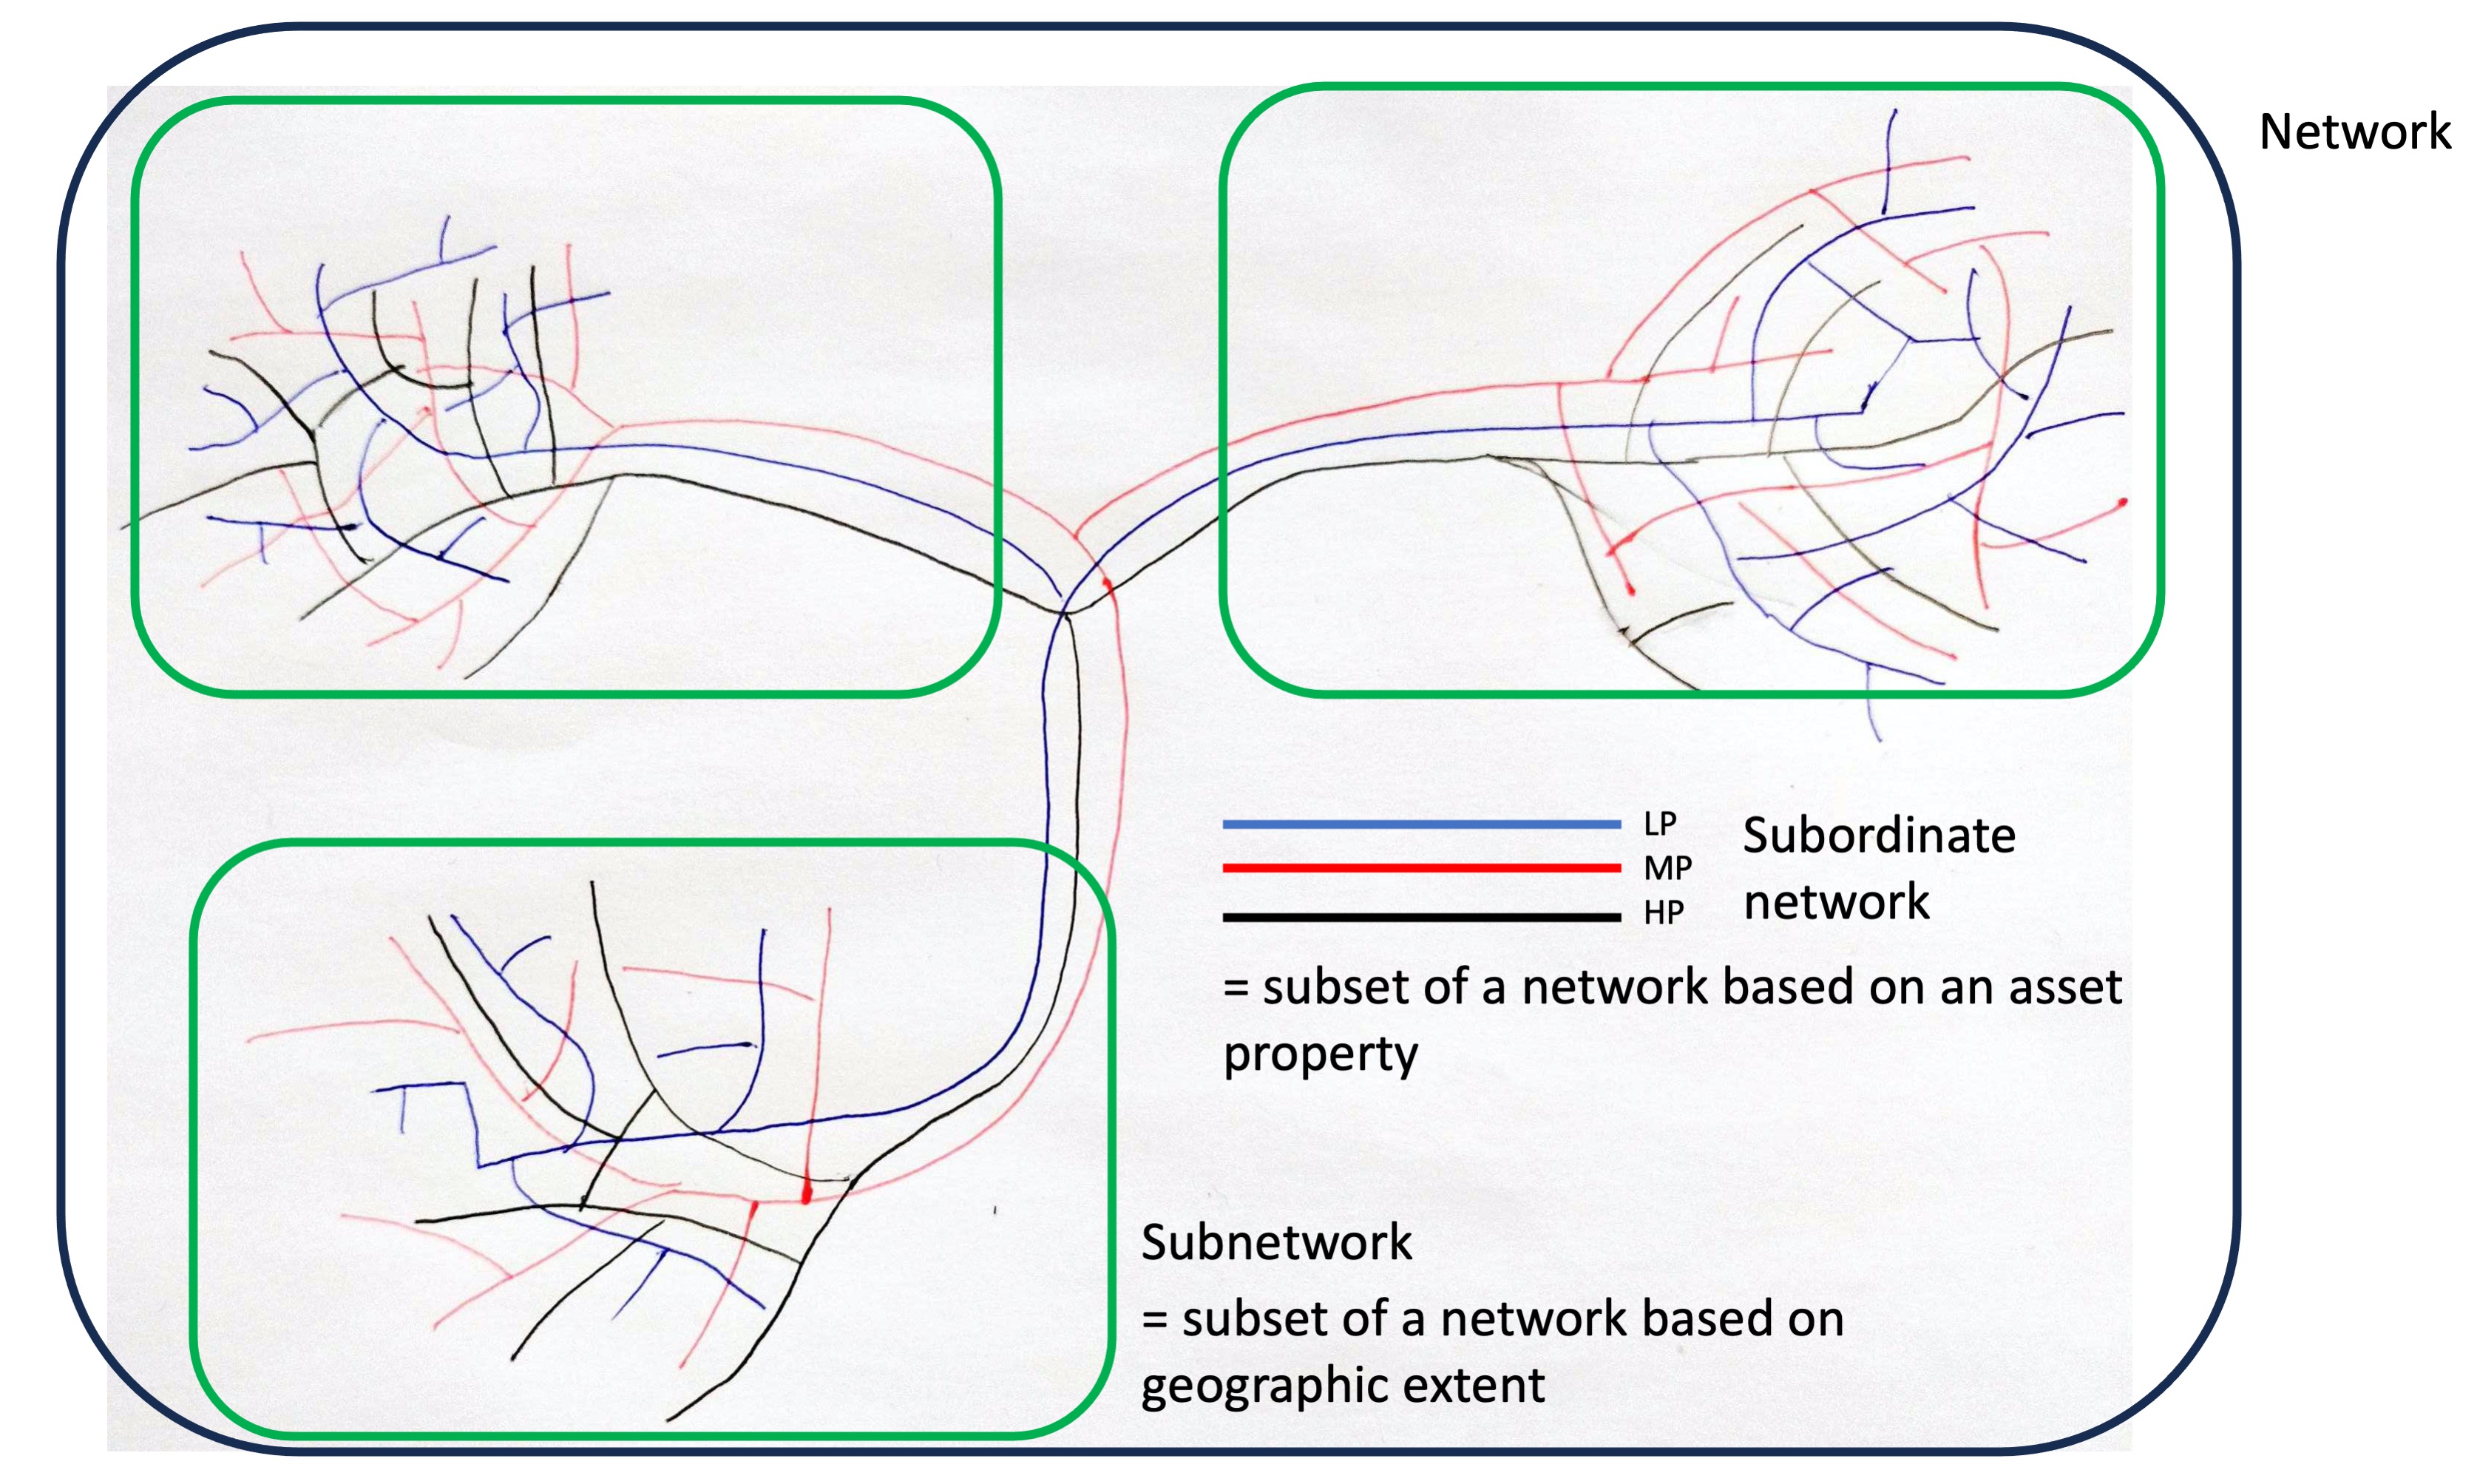 Network
LP
MP
HP
Subordinate
network
= subset of a network based on an asset
property
Subnetwork
= subset of a network based on
geographic extent